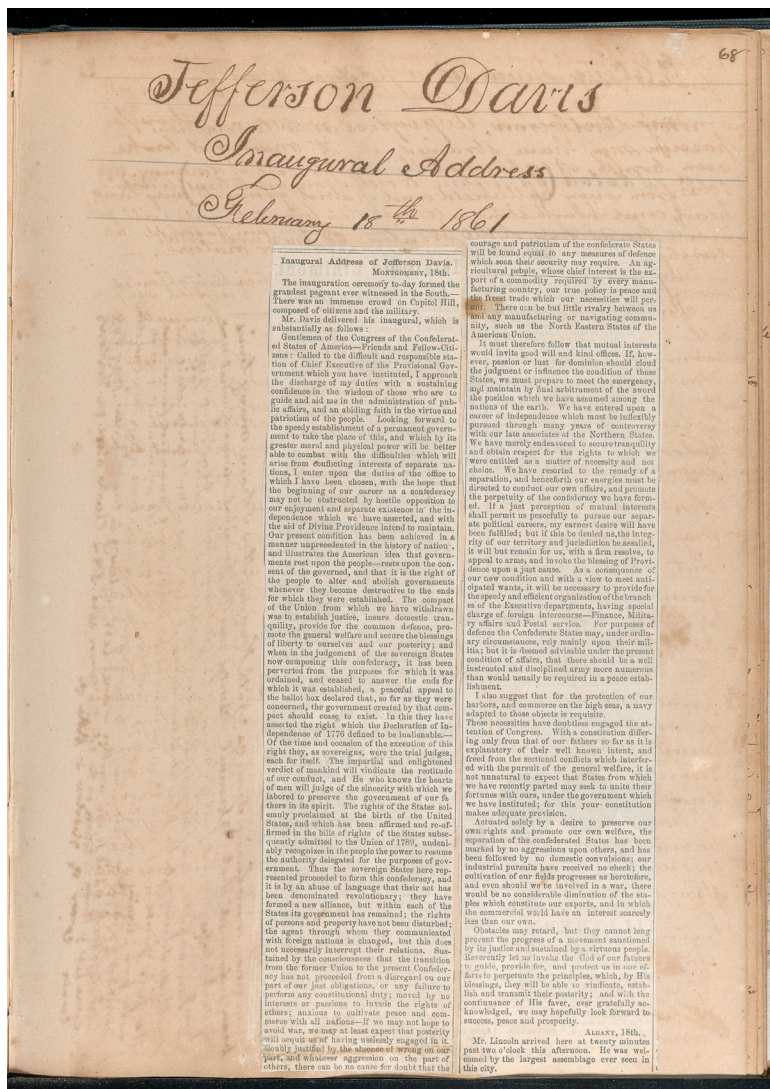 68
Jefferson Davis
Inaugural Address
February 18th 1861
Inaugural Address of Jefferson Davis.
MONTGOMERY, 18th.
The inauguration ceremony to-day formed the
grandest pageant ever witnessed in the South.—
There was an immense crowd on Capitol Hill,
composed of citizens and the military.
Mr. Davis delivered his inaugural, which is
substantially as follows :
Gentlemen of the Congress of the Confederat-
ed States of America—Friends and Fellow-Citi-
zens : Called to the difficult and responsible sta-
tion of Chief Executive of the Provisional Gov-
ernment which you have instituted, I approach
the discharge of my duties with a sustaining
confidence in the wisdom of those who are to
guide and aid me in the administration of pub-
lic affairs, and an abiding faith in the virtue and
patriotism of the people. Looking forward to
the speedy establishment of a permanent govern-
ment to take the place of this, and which by its
greater moral and physical power will be better
able to combat with the difficulties which will
arise from conflicting interests of separate na-
tions, I enter upon the duties of the office to
which I have been chosen, with the hope that
the beginning of our career as a confederacy
may not be obstructed by hostile opposition to
our enjoyment and separate existence in the in-
dependence which we have asserted, and with
the aid of Divine Providence intend to maintain.
Our present condition has been achieved in a
manner unprecedented in the history of nation,
and illustrates the American idea that govern-
ments rest upon the people—rests upon the con-
sent of the governed, and that it is the right of
the people to alter and abolish governments
whenever they become destructive to the ends
for which they were established. The compact
of the Union from which we have withdrawn
was to establish justice, insure domestic tran-
quility, provide for the common defence, pro-
mote the general welfare and secure the blessings
of liberty to ourselves and our posterity; and
when in the judgement of the sovereign States
now composing this confederacy, it has been
perverted from the purposes for which it was
ordained, and ceased to answer the ends for
which it was established, a peaceful appeal to
the ballot box declared that, so far as they were
concerned, the government created by that com-
pact should cease to exist. In this they have
asserted the right which the Declaration of In-
dependence of 1776 defined to be inalienable.—
Of the time and occasion of the execution of this
right they, as sovereigns, were the trial judges,
each for itself. The impartial and enlightened
verdict of mankind will vindicate the restitude
of our conduct, and He who knows the hearts
of men will judge of the sincerity with which we
labored to preserve the government of our fa
thers in its spirit. The rights of the States sol-
emnly proclaimed at the birth of the United
States, and which has been affirmed and re-af-
firmed in the bills of rights of the States subse-
quently admitted to the Union of 1789, undeni-
ably recognizes in the people the power to resume
the authority delegated for the purposes of gov-
ernment. Thus the sovereign States here rep-
resented proceeded to form this confederacy, and
it is by an abuse of language that their act has
been denominated revolutionary; they have
formed a new alliance, but within each of the
States its government has remained; the rights
of persons and property have not been disturbed;
the agent through whom they communicated
with foreign nations is changed, but this does
not necessarily interrupt their relations. Sus-
tained by the consciousness that the transition
from the former Union to the present Confeder-
acy has not proceeded from a disregard on our
part of our just obligations, or any failure to
perform any constitutional duty; moved by no
interests or passions to invade the rights of
others; anxious to cultivate peace and com-
merce with all nations—If we may not hope to
avoid war, we may at least expect that posterity
will acquit us of having uselessly engaged in it.
Doubly justified by the absence of wrong on our
part, and whatever aggression on the part of
others, there can be no cause for doubt that the
courage and patriotism of the confederate States
will be found equal to any measures of defence
which soon their security may require. An ag-
ricultural people, whose chief interest is the ex-
port of a commodity required by every manu-
facturing country, our true policy is peace and
the freest trade which our necessities will per-
mit. There can be but little rivalry between us
and any manufacturing or navigating commu-
nity, such as the North Eastern States of the
American Union.
It must therefore follow that mutual interests
would invite good will and kind offices. If, how-
ever, passion or lust for dominion should cloud
the judgment or influence the condition of those
States, we must prepare to meet the emergency,
and maintain by final arbitrament of the sword
the position which we have assumed among the
nations of the earth. We have entered upon a
career of independence which must be inflexibly
pursued through many years of controversy
with our late associates of the Northern States.
We have merely endeavored to secure tranquility
and obtain respect for the rights to which we
were entitled as a matter of necessity and not
choice. We have resorted to the remedy of a
separation, and henceforth our energies must be
directed to conduct our own affairs, and promote
the perpetuity of the confederacy we have form-
ed. If a just perception of mutual interests
shall permit us peacefully to pursue our separ-
ate political careers, my earnest desire will have
been fulfilled; but if this be denied us, the integ-
rity of our territory and jurisdiction be assailed,
it will but remain for us, with a firm resolve, to
appeal to arms, and invoke the blessing of Provi-
dence upon a just cause. As a consequence of
our new condition and with a view to meet anti-
cipated wants, it will be necessary to provide for
the speedy and efficient organization of the branch
es of the Executive departments, having special
charge of foreign intercourse—Finance, Milita-
ry affairs and Postal service. For purposes of
defence the Confederate States may, under ordin-
ary circumstances, rely mainly upon their mil-
itia; but it is deemed advisable under the present
condition of affairs, that there should be a well
instructed and disciplined army more numerous
than would usually be required in a peace estab-
lishment.
I also suggest that for the protection of our
harbors, and commerce on the high seas, a navy
adapted to those objects is requisite.
These necessities have doubtless engaged the at-
tention of Congress. With a constitution differ-
ing only from that of our fathers so far as it is
explanatory of their well known intent, and
freed from the sectional conflicts which interfer-
ed with the pursuit of the general welfare, it is
not unnatural to expect that States from which
we have recently parted may seek to unite their
fortunes with ours, under the government which
we have instituted; for this your constitution
makes adequate provision.
Actuated solely by a desire to preserve our
own rights and promote our own welfare, the
separation of the confederated States has been
marked by no aggressions upon others, and has
been followed by no domestic convulsions; our
industrial pursuits have received no check; the
cultivation of our fields progresses as heretofore,
and even should we be involved in a war, there
would be no considerable diminution of the sta-
ples which constitute our exports, and in which
the commercial world have an interest scarcely
less than our own.
Obstacles may retard, but they cannot long
prevent the progress of a movement sanctioned
by its justice and sustained by a virtuous people.
Reverently let us invoke the God of our fathers
to guide, provide for, and protect us in our ef-
forts to perpetuate the principles, which, by His
blessings, they will be able to vindicate, estab-
lish and transmit their posterity; and with the
continuance of His favor, ever gratefully ac-
knowledged, we may hopefully look forward to
success, peace and prosperity.
ALBANY, 18th.
Mr. Lincoln arrived here at twenty minutes
past two o'clock this afternoon. He was wel-
comed by the largest assemblage ever seen in
this city.